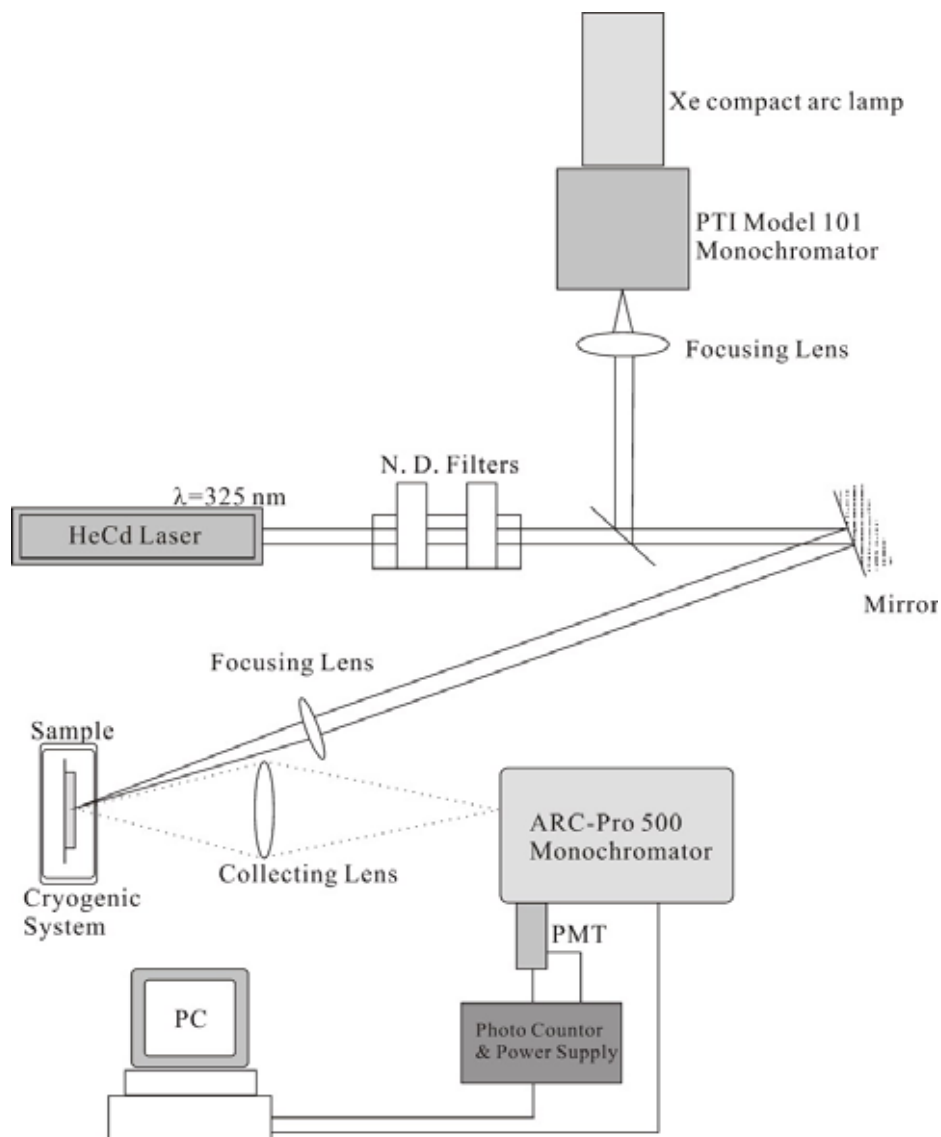 Xe compact arc lamp
PTI Model 101
Monochromator
Focusing Lens
N. D. Filters
λ=325 nm
HeCd Laser
Mirror
Focusing Lens
Sample
ARC-Pro 500
Monochromator
Collecting Lens
Cryogenic
System
PMT
PC
Photo Countor
& Power Supply